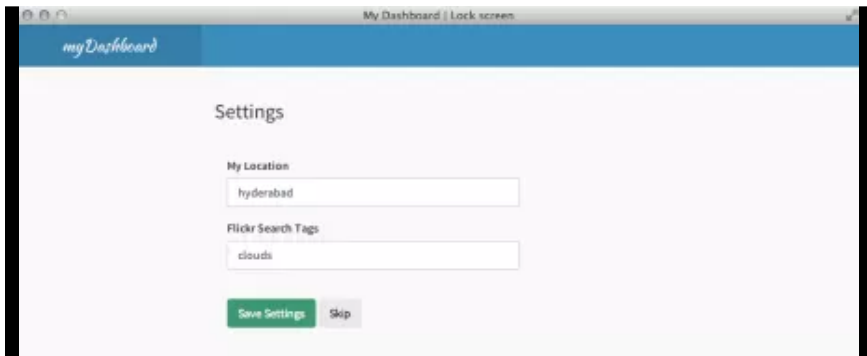 My Dashboard | Lock screen
myDashboard
Settings
My Location
hyderabad
Flickr Search Tags
clouds
Save Settings Skip